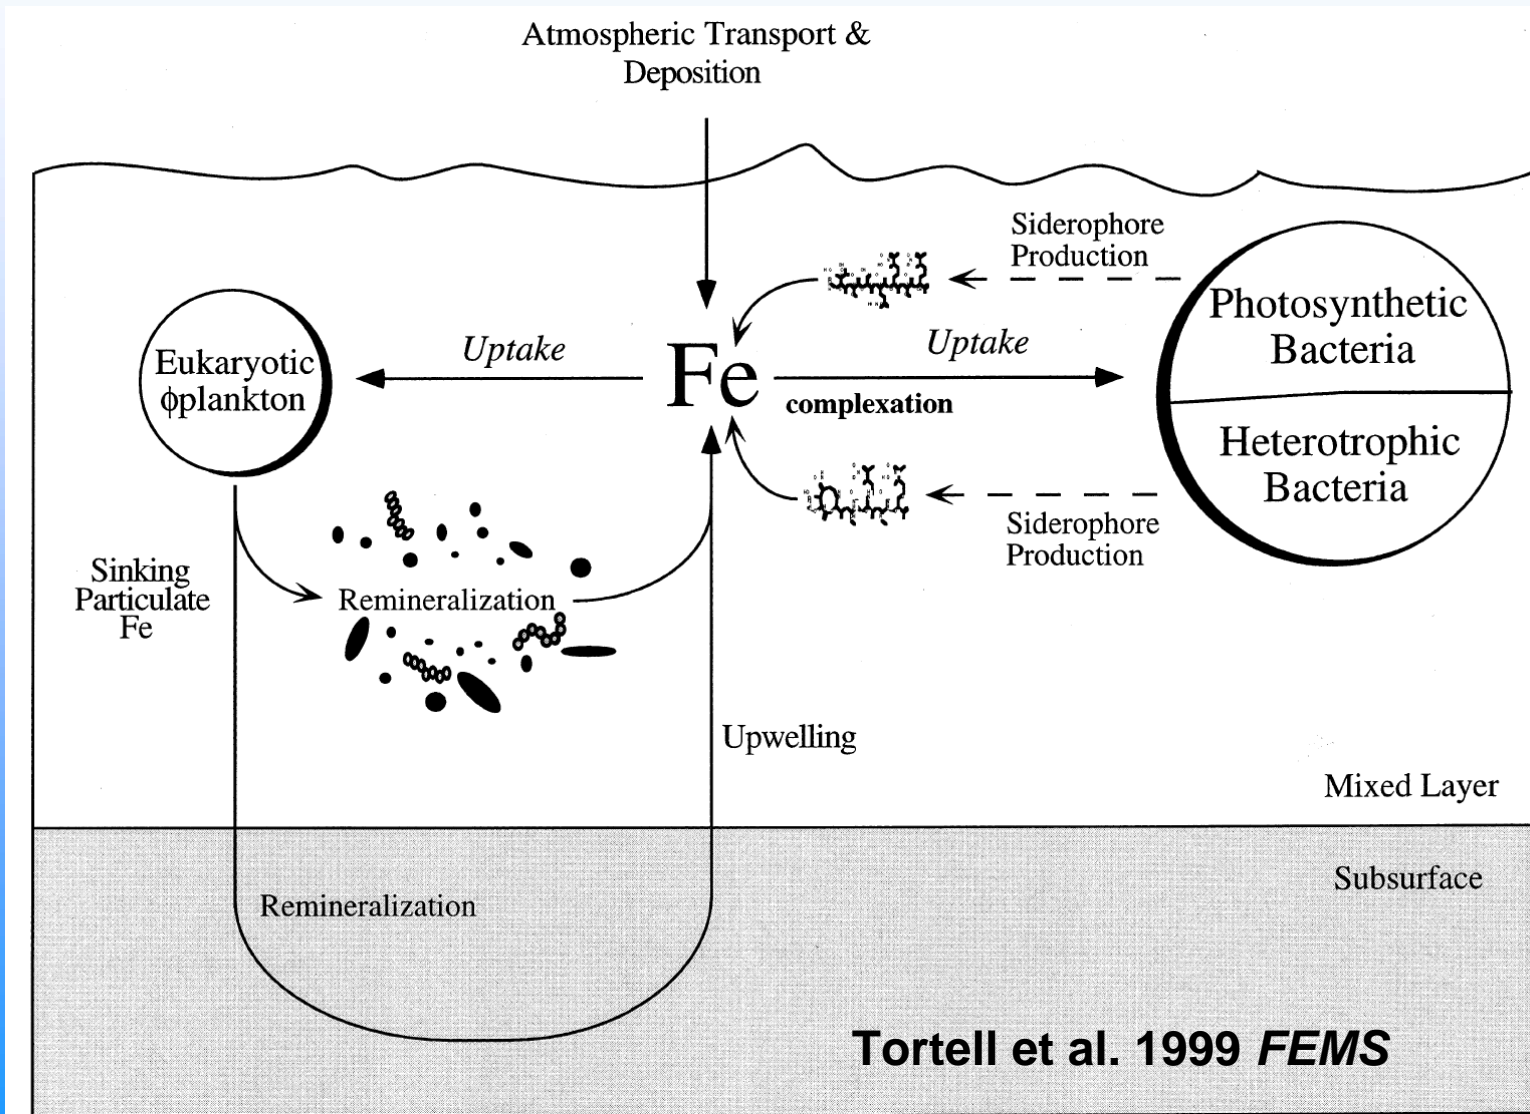 Atmospheric Transport &
Deposition
Siderophore
Production
Photosynthetic
Bacteria
Eukaryotic
ϕplankton
Uptake
Fe
Uptake
complexation
Heterotrophic
Bacteria
Siderophore
Production
Sinking
Particulate
Fe
Remineralization
Upwelling
Mixed Layer
Subsurface
Remineralization
Tortell et al. 1999 FEMS